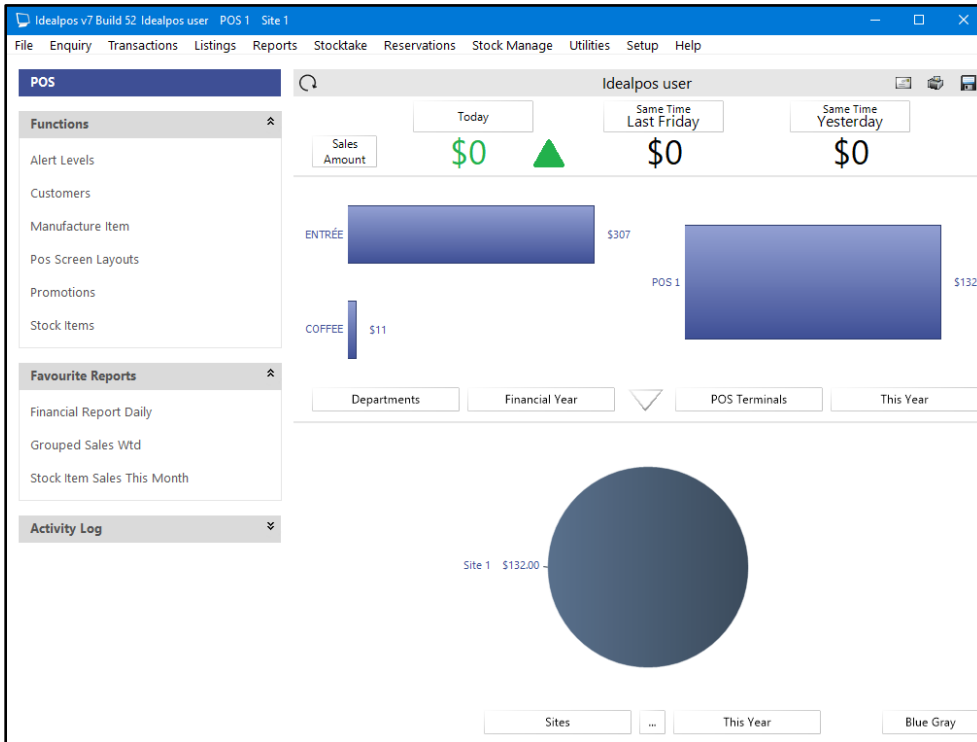 Idealpos v7 Build 52 Idealpos user POS 1 Site 1
File Enquiry Transactions Listings Reports Stocktake Reservations Stock Manage Utilities Setup Help
POS
Functions
Alert Levels
Customers
Manufacture Item
Pos Screen Layouts
Promotions
Stock Items
Favourite Reports
Financial Report Daily
Grouped Sales Wtd
Stock Item Sales This Month
Activity Log
Idealpos user
Today
Same Time
Last Friday
Same Time
Yesterday
Sales
Amount
$0
$0
$0
ENTRÉE $307
COFFEE $11
POS 1 $132
Departments Financial Year POS Terminals This Year
Site 1 $132.00
Sites ... This Year Blue Gray